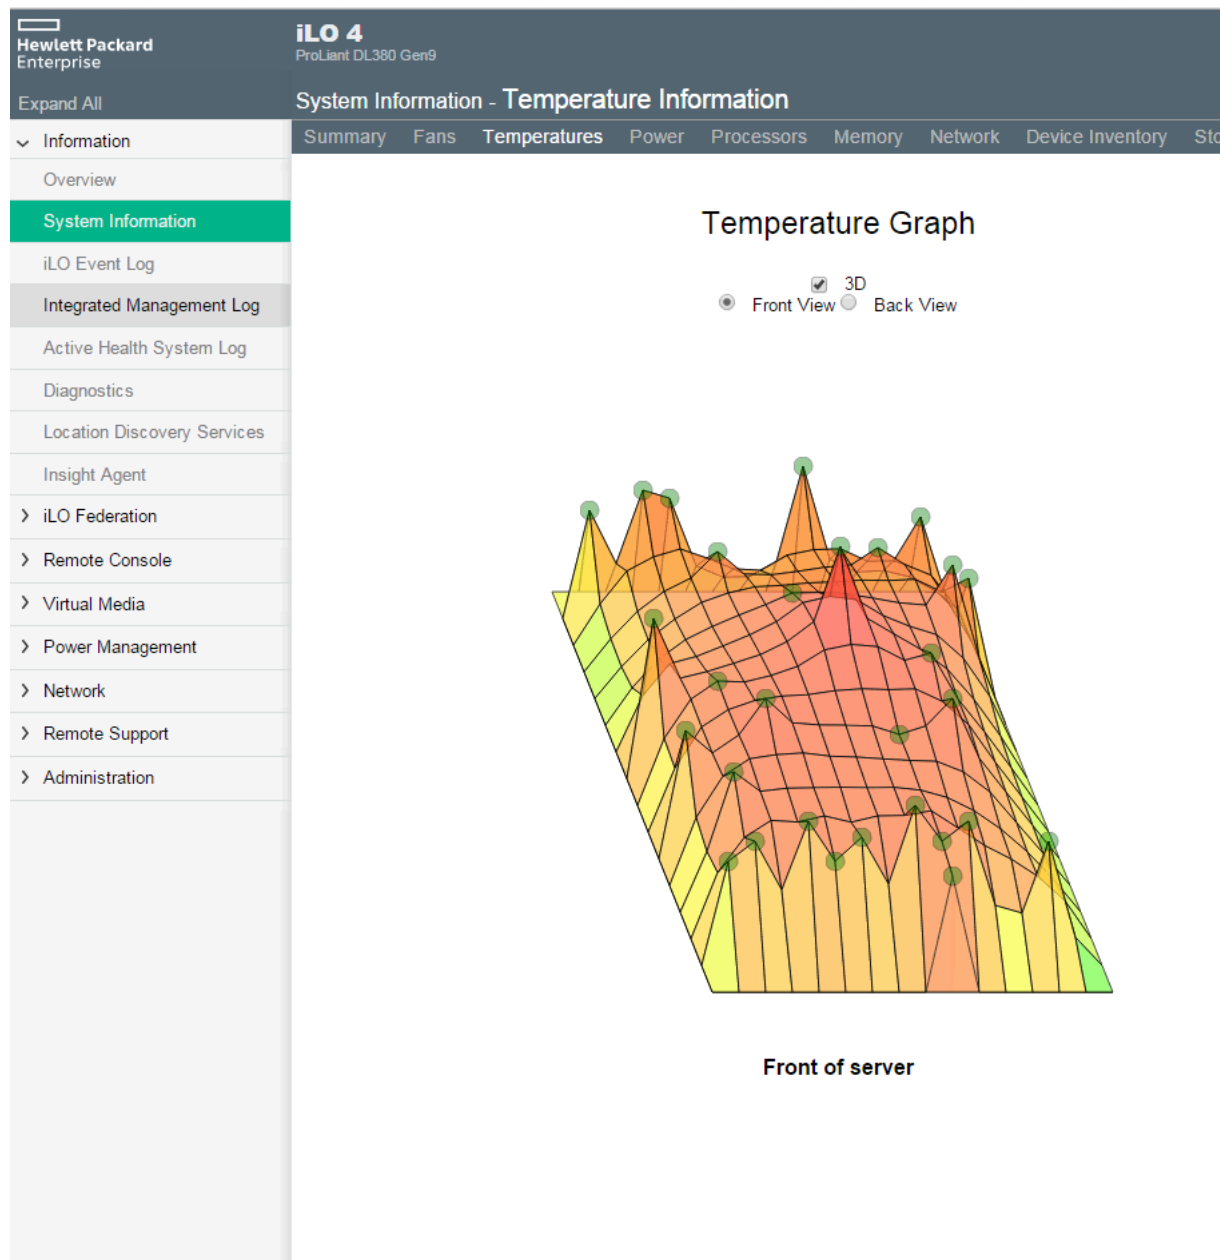 Hewlett Packard
Enterprise
iLO 4
ProLiant DL380 Gen9
Expand All
System Information - Temperature Information
Summary Fans Temperatures Power Processors Memory Network Device Inventory Sto
Information
Overview
System Information
iLO Event Log
Integrated Management Log
Active Health System Log
Diagnostics
Location Discovery Services
Insight Agent
iLO Federation
Remote Console
Virtual Media
Power Management
Network
Remote Support
Administration
Temperature Graph
3D
Front View Back View
Front of server